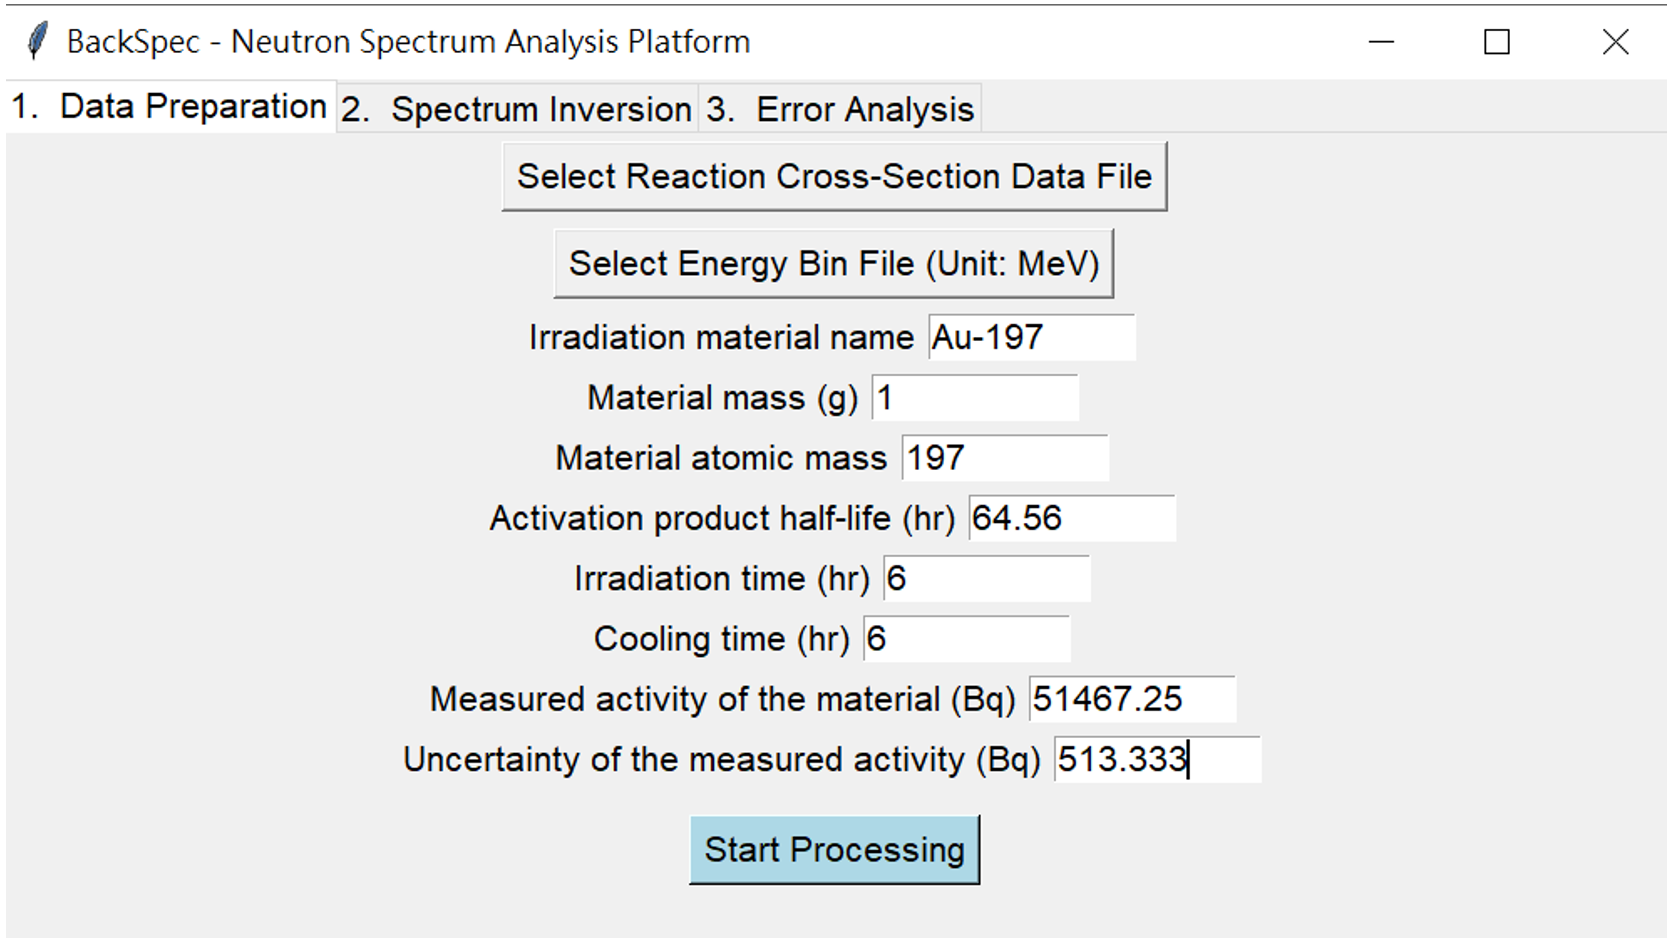 BackSpec - Neutron Spectrum Analysis Platform
1. Data Preparation 2. Spectrum Inversion 3. Error Analysis
Select Reaction Cross-Section Data File
Select Energy Bin File (Unit: MeV)
Irradiation material name Au-197
Material mass (g) 1
Material atomic mass 197
Activation product half-life (hr) 64.56
Irradiation time (hr) 6
Cooling time (hr) 6
Measured activity of the material (Bq) 51467.25
Uncertainty of the measured activity (Bq) 513.333
Start Processing